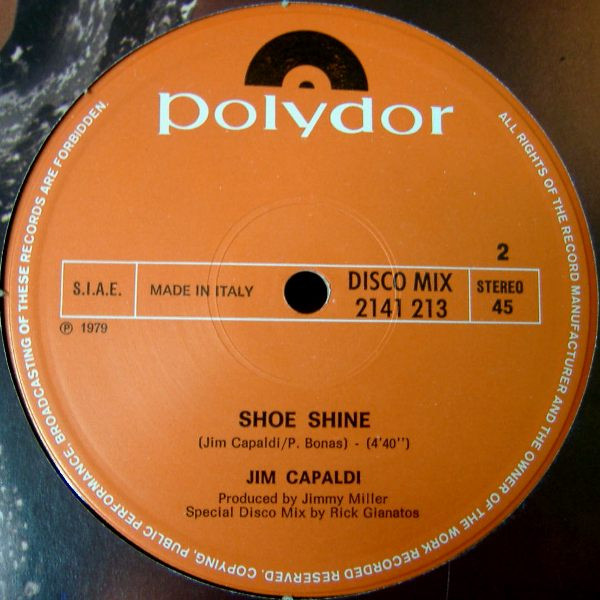 polydor
ALL RIGHTS OF THE RECORD MANUFACTURER AND THE OWNER OF THE WORK RECORDED RESERVED. COPYING, PUBLIC PERFORMANCE, BROADCASTING OF THESE RECORDS ARE FORBIDDEN.
2
S.I.A.E.
MADE IN ITALY
DISCO MIX
2141 213
STEREO
45
℗ 1979
SHOE SHINE
(Jim Capaldi/P. Bonas) - (4'40'')
JIM CAPALDI
Produced by Jimmy Miller
Special Disco Mix by Rick Gianatos